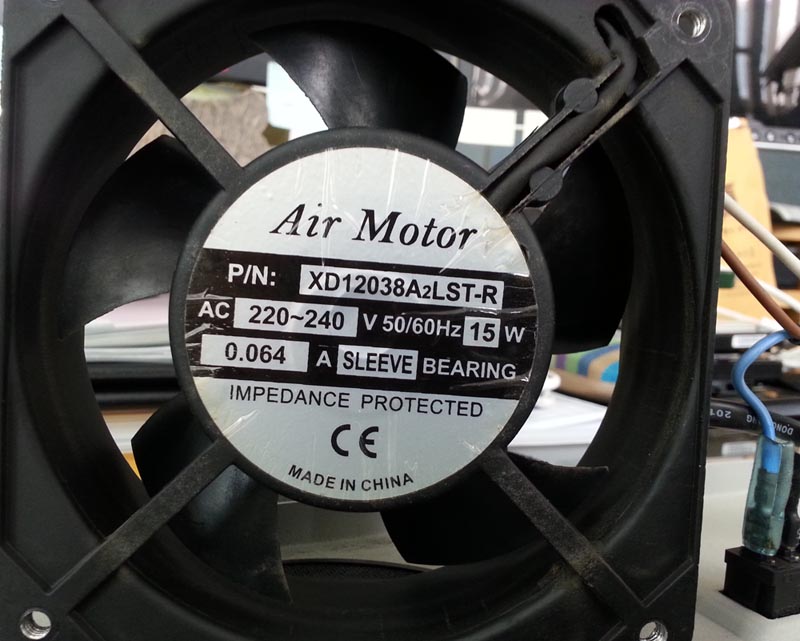 Air Motor
P/N: XD12038A2LST-R
AC 220~240 V 50/60Hz 15 W
0.064 A SLEEVE BEARING
IMPEDANCE PROTECTED
CE
MADE IN CHINA